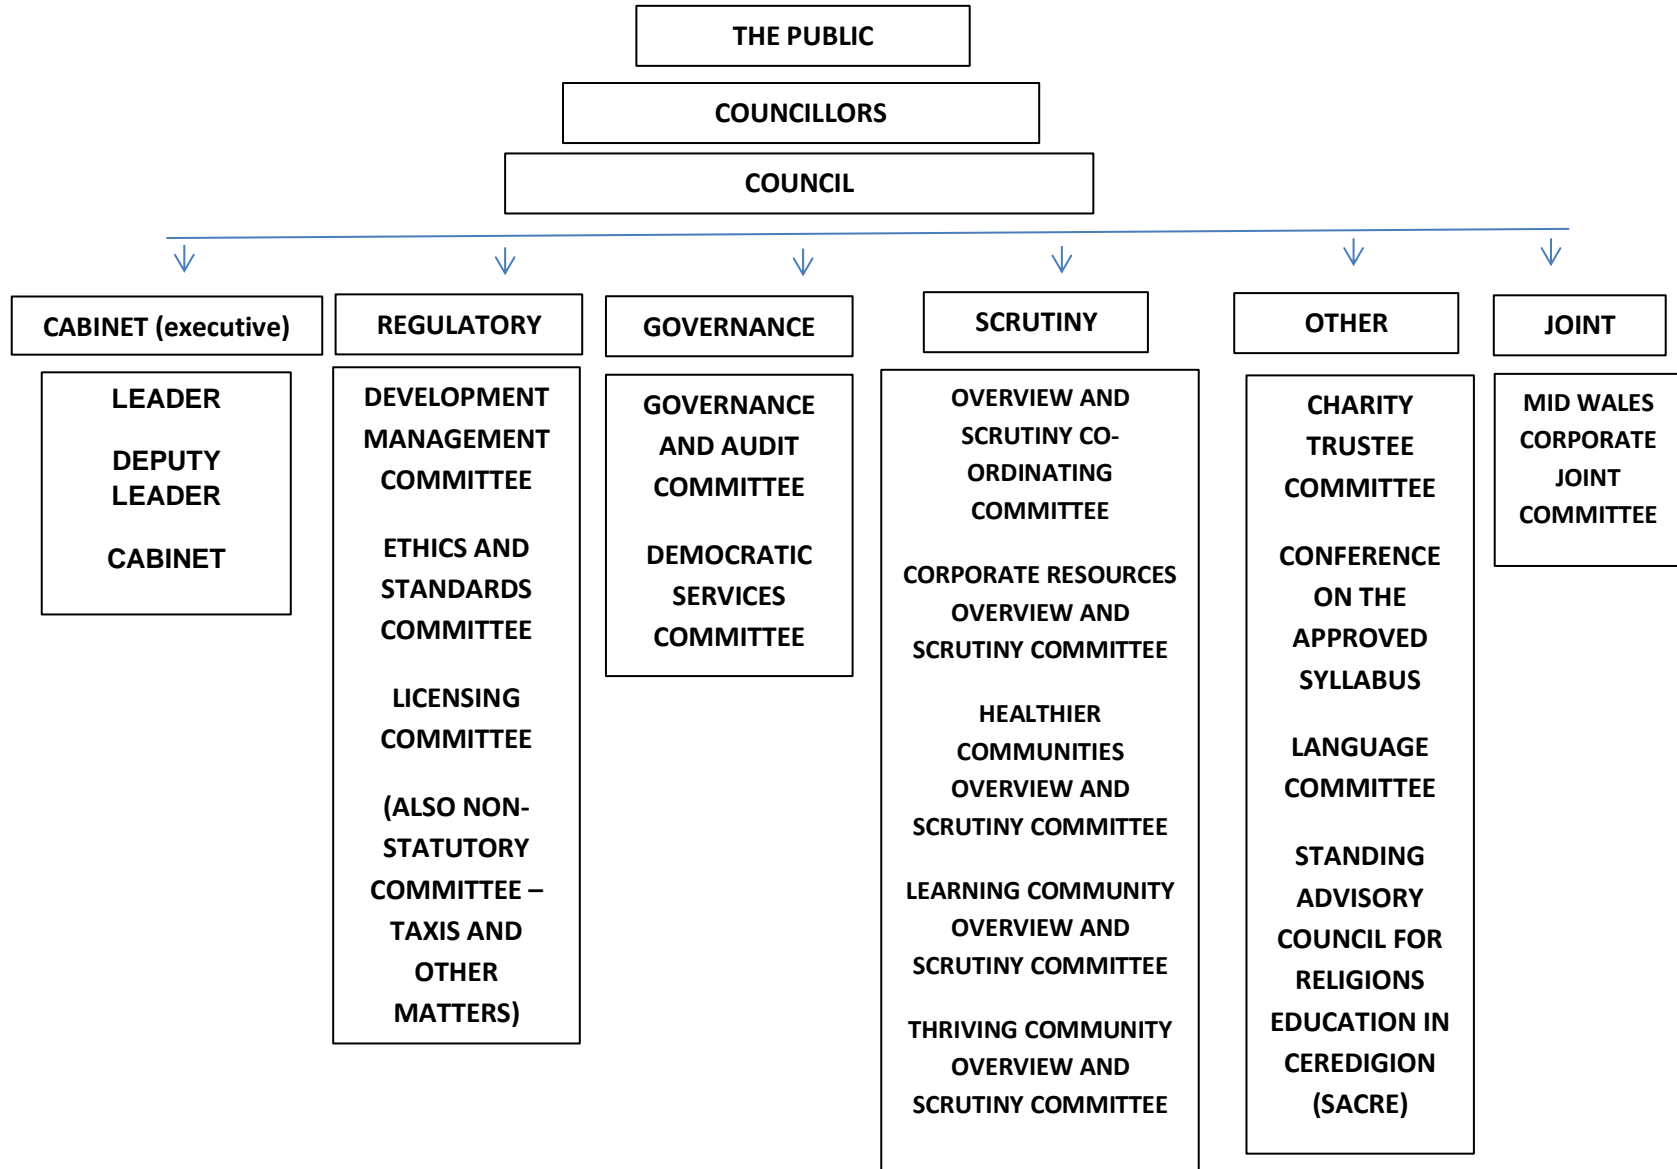 THE PUBLIC
COUNCILLORS
COUNCIL
CABINET (executive)
LEADER
DEPUTY
LEADER
CABINET
REGULATORY
DEVELOPMENT
MANAGEMENT
COMMITTEE
ETHICS AND
STANDARDS
COMMITTEE
LICENSING
COMMITTEE
(ALSO NON-
STATUTORY
COMMITTEE –
TAXIS AND
OTHER
MATTERS)
GOVERNANCE
GOVERNANCE
AND AUDIT
COMMITTEE
DEMOCRATIC
SERVICES
COMMITTEE
SCRUTINY
OVERVIEW AND
SCRUTINY CO-
ORDINATING
COMMITTEE
CORPORATE RESOURCES
OVERVIEW AND
SCRUTINY COMMITTEE
HEALTHIER
COMMUNITIES
OVERVIEW AND
SCRUTINY COMMITTEE
LEARNING COMMUNITY
OVERVIEW AND
SCRUTINY COMMITTEE
THRIVING COMMUNITY
OVERVIEW AND
SCRUTINY COMMITTEE
OTHER
CHARITY
TRUSTEE
COMMITTEE
CONFERENCE
ON THE
APPROVED
SYLLABUS
LANGUAGE
COMMITTEE
STANDING
ADVISORY
COUNCIL FOR
RELIGIONS
EDUCATION IN
CEREDIGION
(SACRE)
JOINT
MID WALES
CORPORATE
JOINT
COMMITTEE